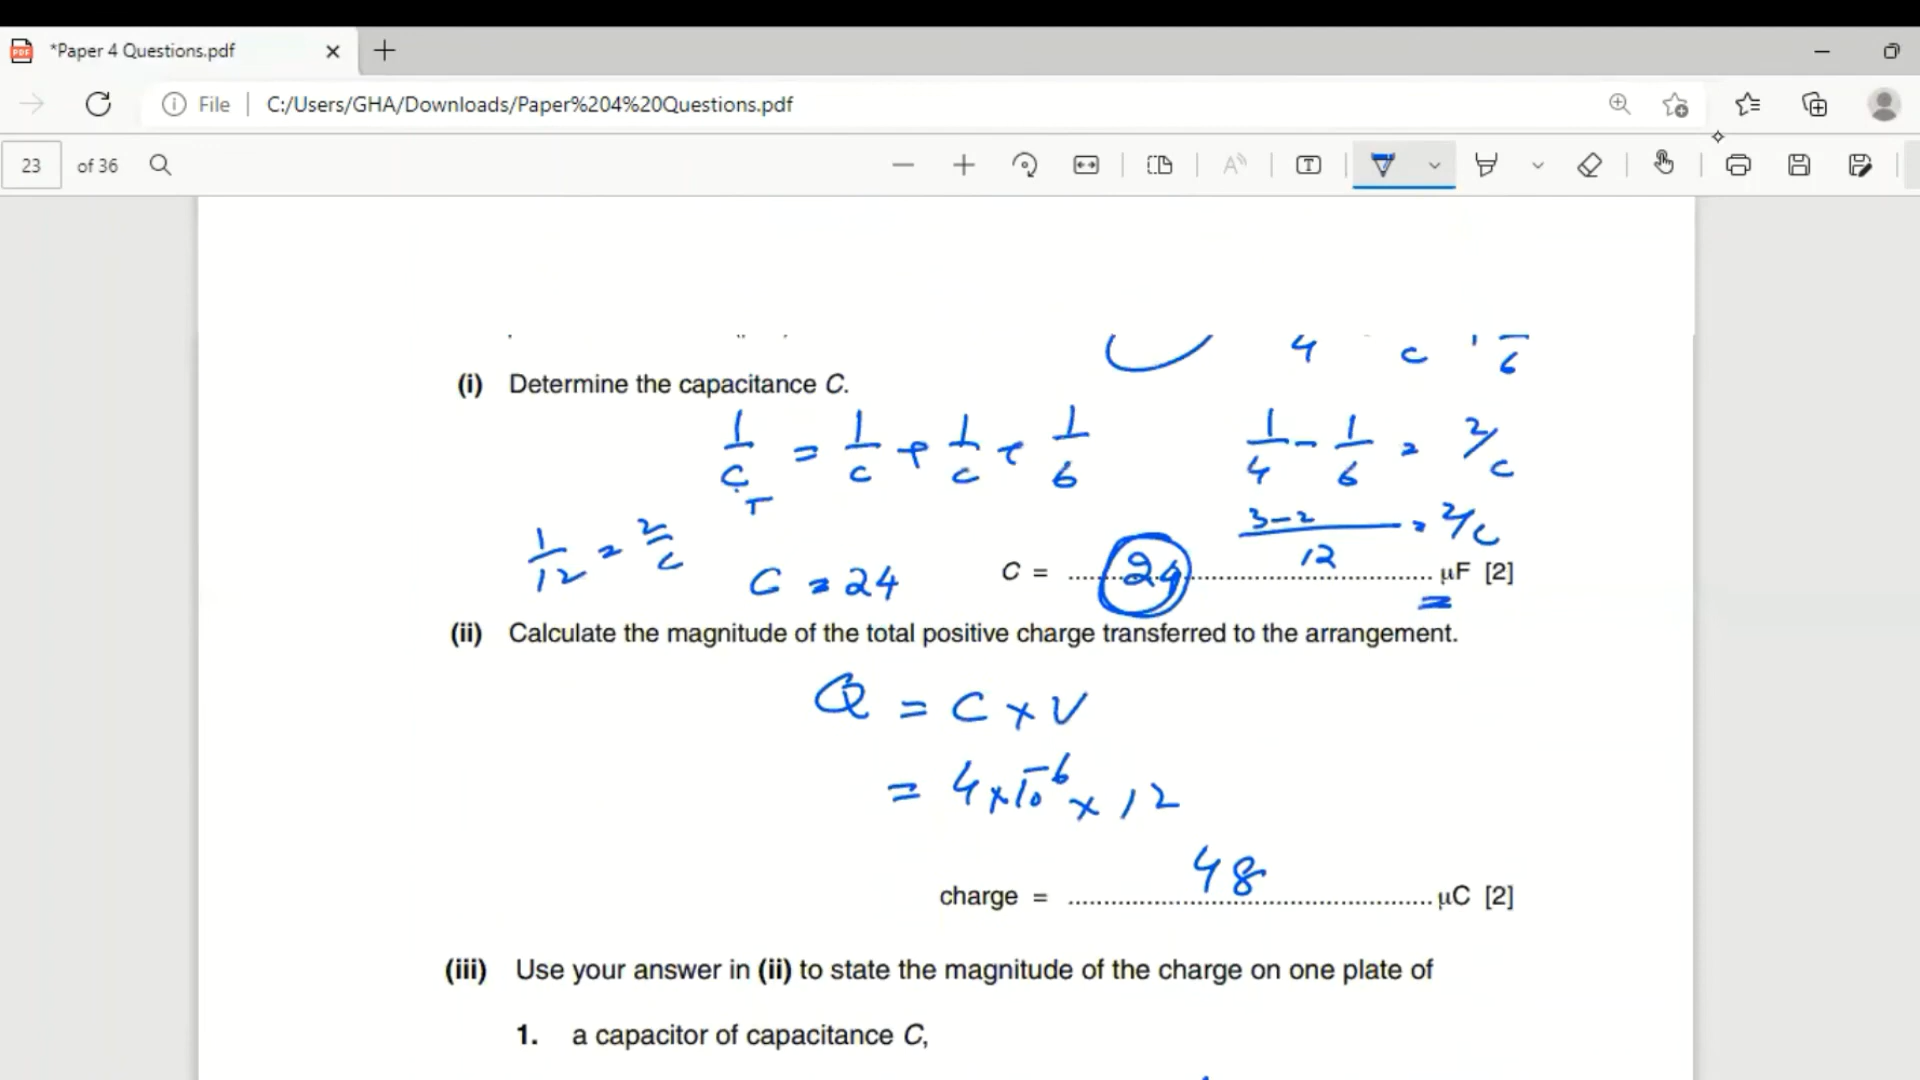 *Paper 4 Questions.pdf
File C:/Users/GHA/Downloads/Paper%204%20Questions.pdf
23 of 36
4 c 6
(i) Determine the capacitance C.
1/C_T = 1/c + 1/c + 1/6
1/4 - 1/6 = 2/c
3-2/12 = 2/c
1/12 = 2/c
C = 24
C = 24 μF [2]
(ii) Calculate the magnitude of the total positive charge transferred to the arrangement.
Q = C × V
= 4 × 10^-6 × 12
charge = 48 μC [2]
(iii) Use your answer in (ii) to state the magnitude of the charge on one plate of
1. a capacitor of capacitance C,